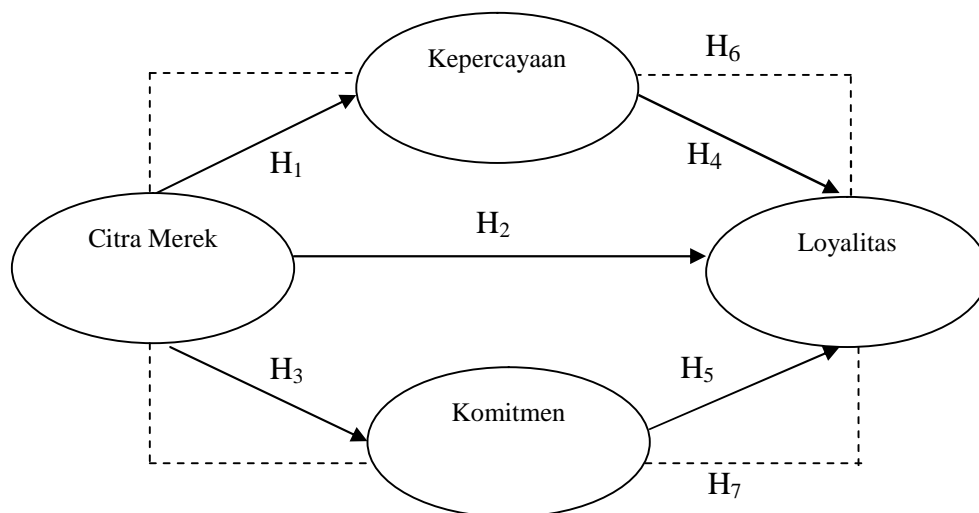 Kepercayaan
H₆
H₁
H₄
Citra Merek
H₂
Loyalitas
H₃
H₅
Komitmen
H₇